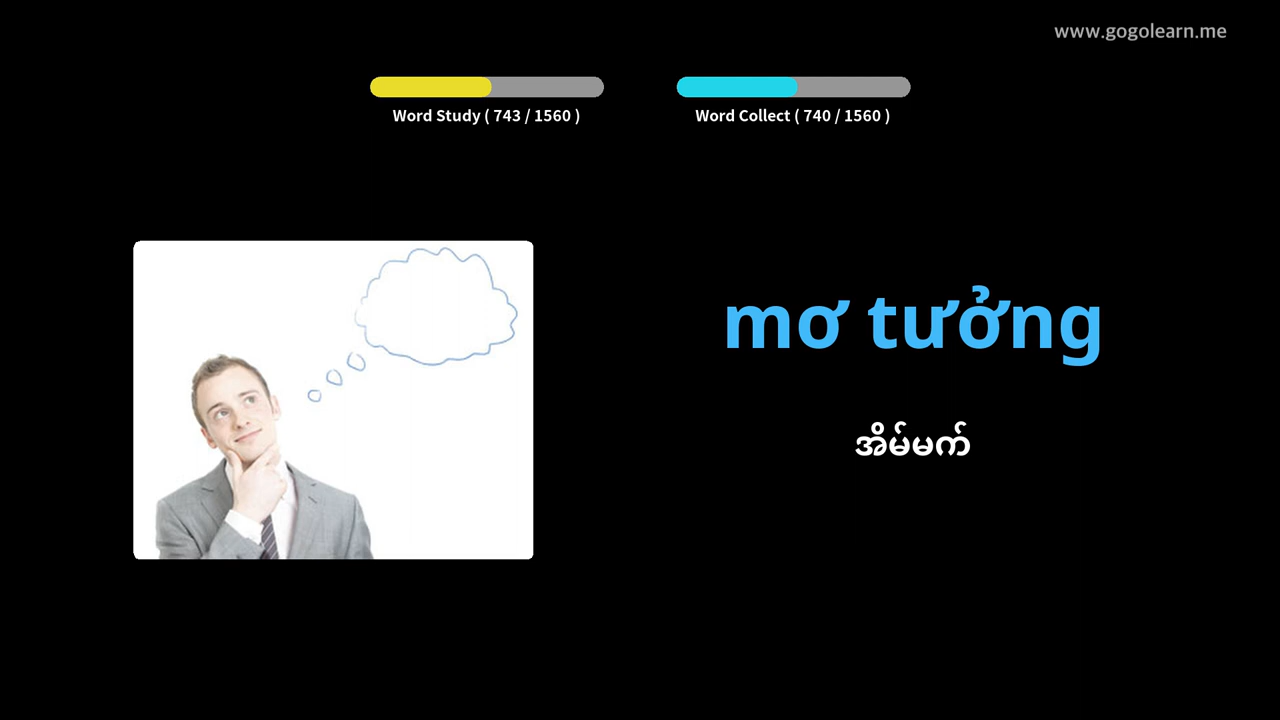 www.gogolearn.me
Word Study ( 743 / 1560 )
Word Collect ( 740 / 1560 )
mơ tưởng
အိမ်မက်